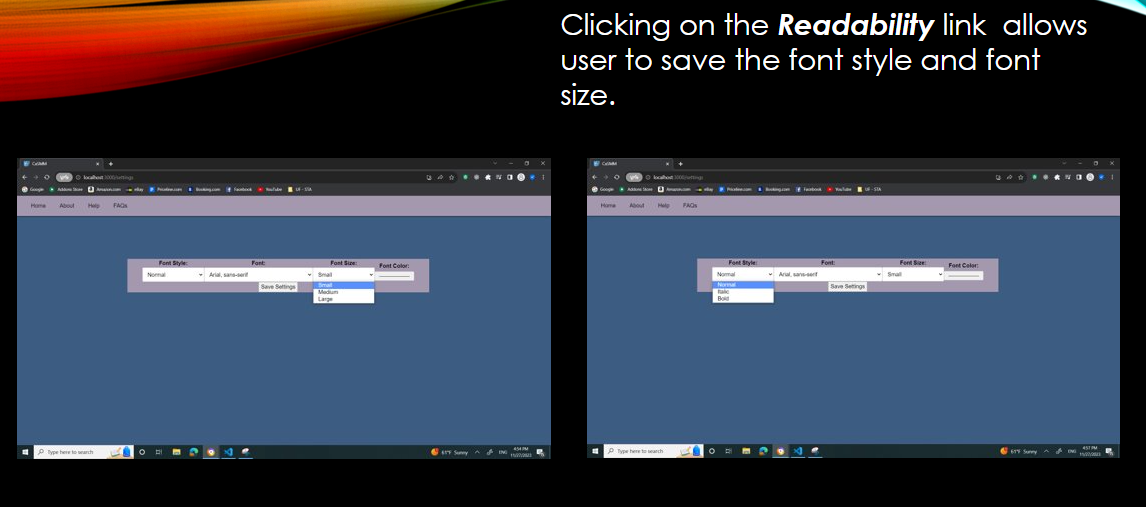 Clicking on the Readability link allows
user to save the font style and font
size.
CoSMM
localhost:3000/settings
Google Addons Store Amazon.com eBay Priceline.com Booking.com Facebook YouTube UF - STA
Home About Help FAQs
Font Style: Font: Font Size: Font Color:
Normal Arial, sans-serif Small
Small
Save Settings
Medium
Large
Type here to search
61°F Sunny ENG
4:54 PM
11/27/2023
CoSMM
localhost:3000/settings
Google Addons Store Amazon.com eBay Priceline.com Booking.com Facebook YouTube UF - STA
Home About Help FAQs
Font Style: Font: Font Size: Font Color:
Normal Arial, sans-serif Small
Normal
Save Settings
Italic
Bold
Type here to search
61°F Sunny ENG
4:57 PM
11/27/2023